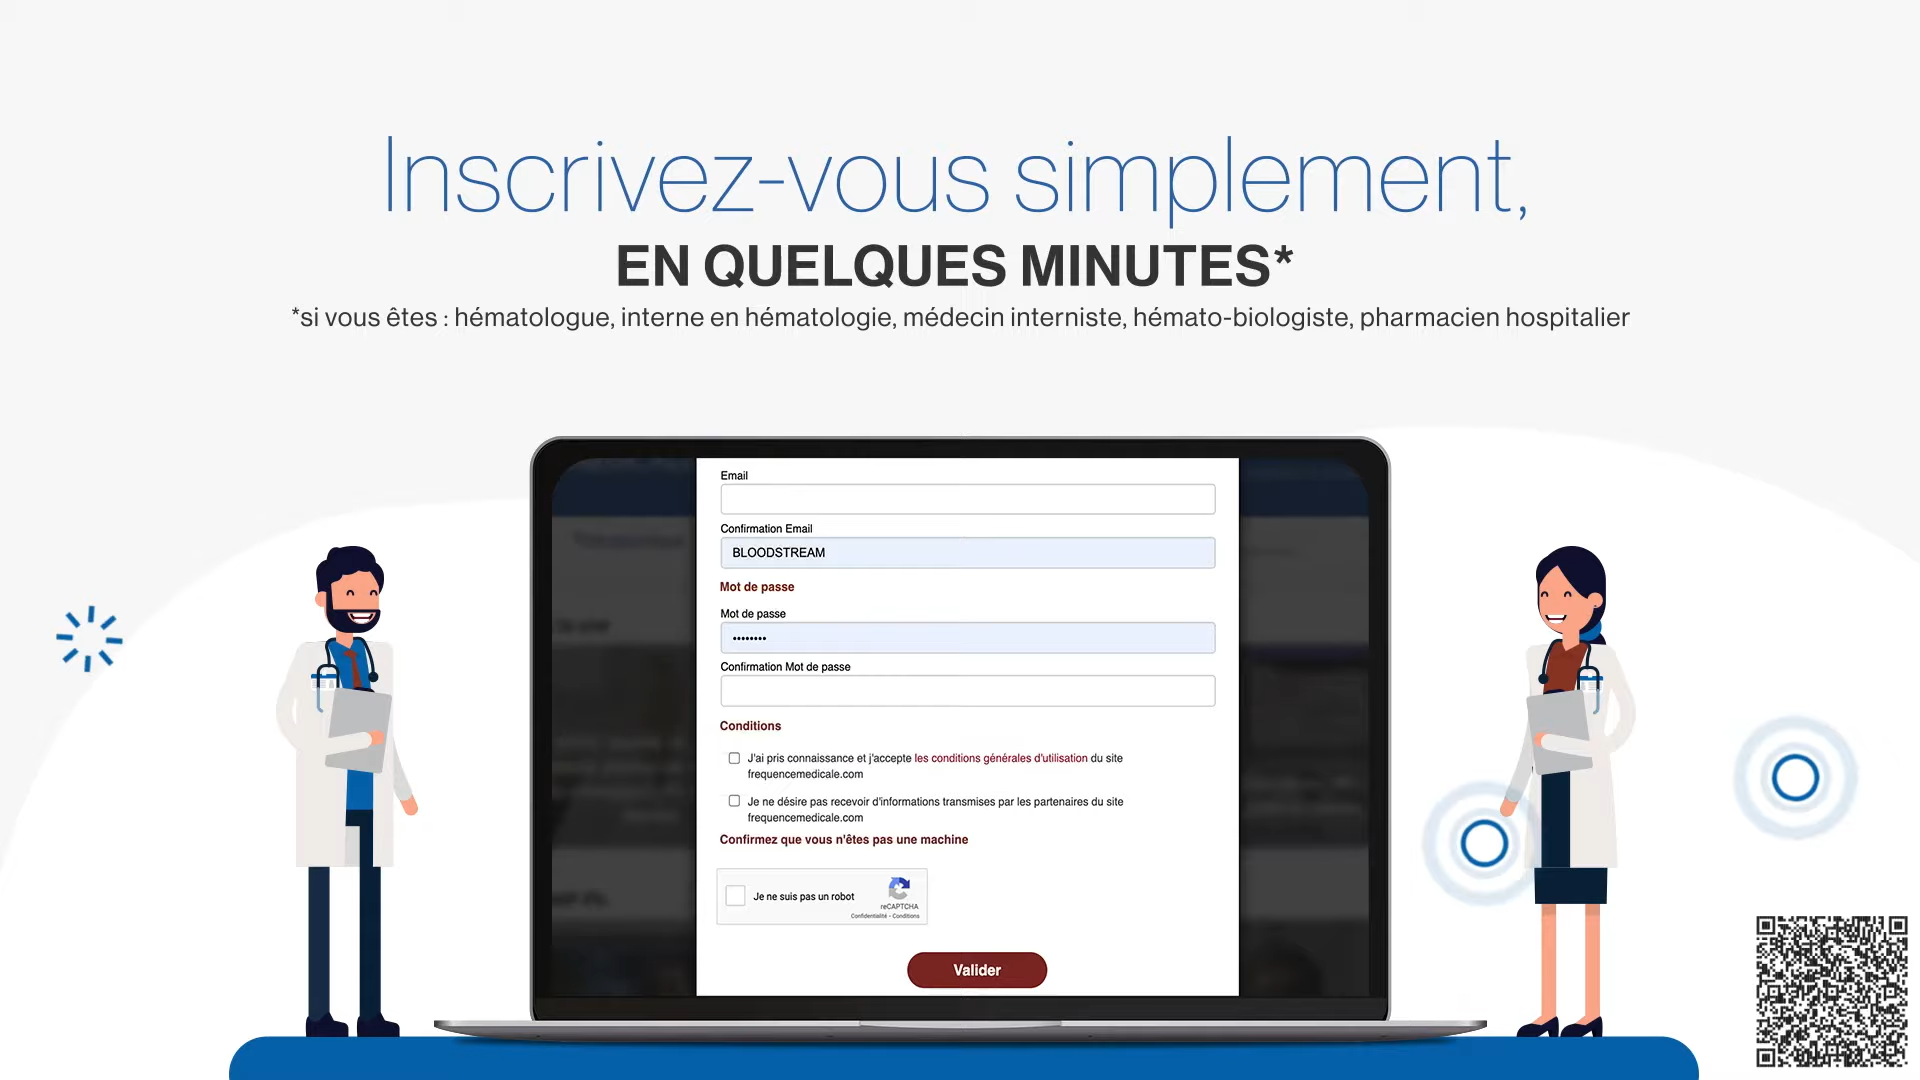 Inscrivez-vous simplement,
EN QUELQUES MINUTES*
*si vous êtes : hématologue, interne en hématologie, médecin interniste, hémato-biologiste, pharmacien hospitalier
Email
Confirmation Email
BLOODSTREAM
Mot de passe
Mot de passe
••••••••
Confirmation Mot de passe
Conditions
J'ai pris connaissance et j'accepte les conditions générales d'utilisation du site
frequencemedicale.com
Je ne désire pas recevoir d'informations transmises par les partenaires du site
frequencemedicale.com
Confirmez que vous n'êtes pas une machine
Je ne suis pas un robot
reCAPTCHA
Confidentialité - Conditions
Valider